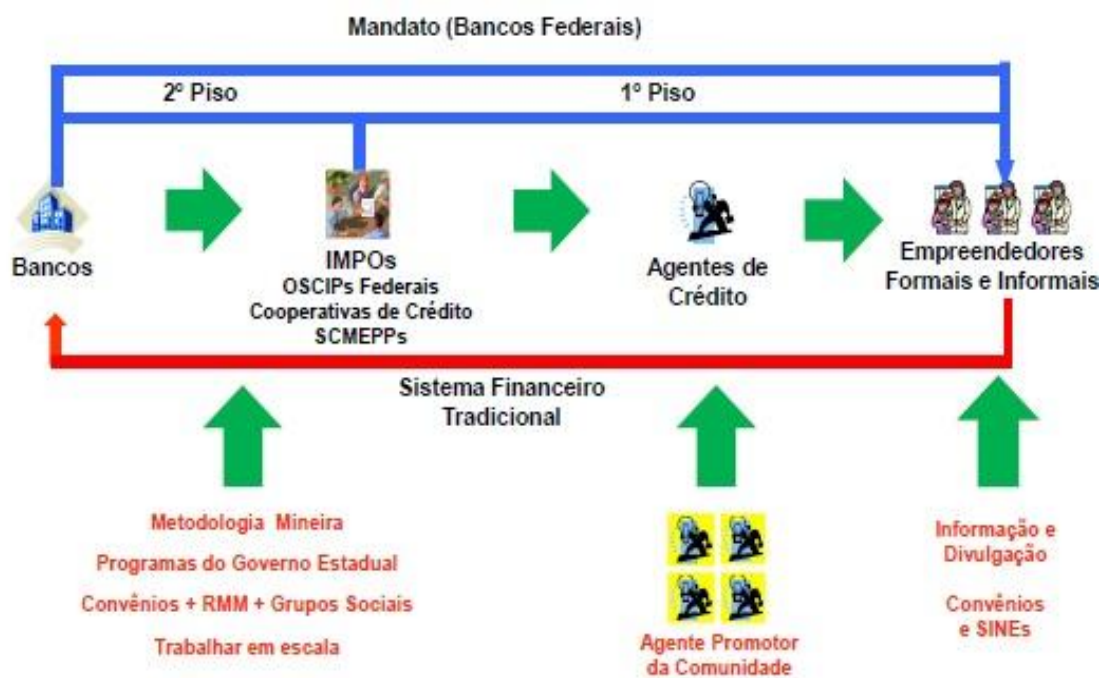 Mandato (Bancos Federais)
2º Piso
1º Piso
Bancos
IMPOs
OSCIPs Federais
Cooperativas de Crédito
SCMEPPs
Agentes de
Crédito
Empreendedores
Formais e Informais
Sistema Financeiro
Tradicional
Metodologia Mineira
Programas do Governo Estadual
Convênios + RMM + Grupos Sociais
Trabalhar em escala
Agente Promotor
da Comunidade
Informação e
Divulgação
Convênios
e SINEs